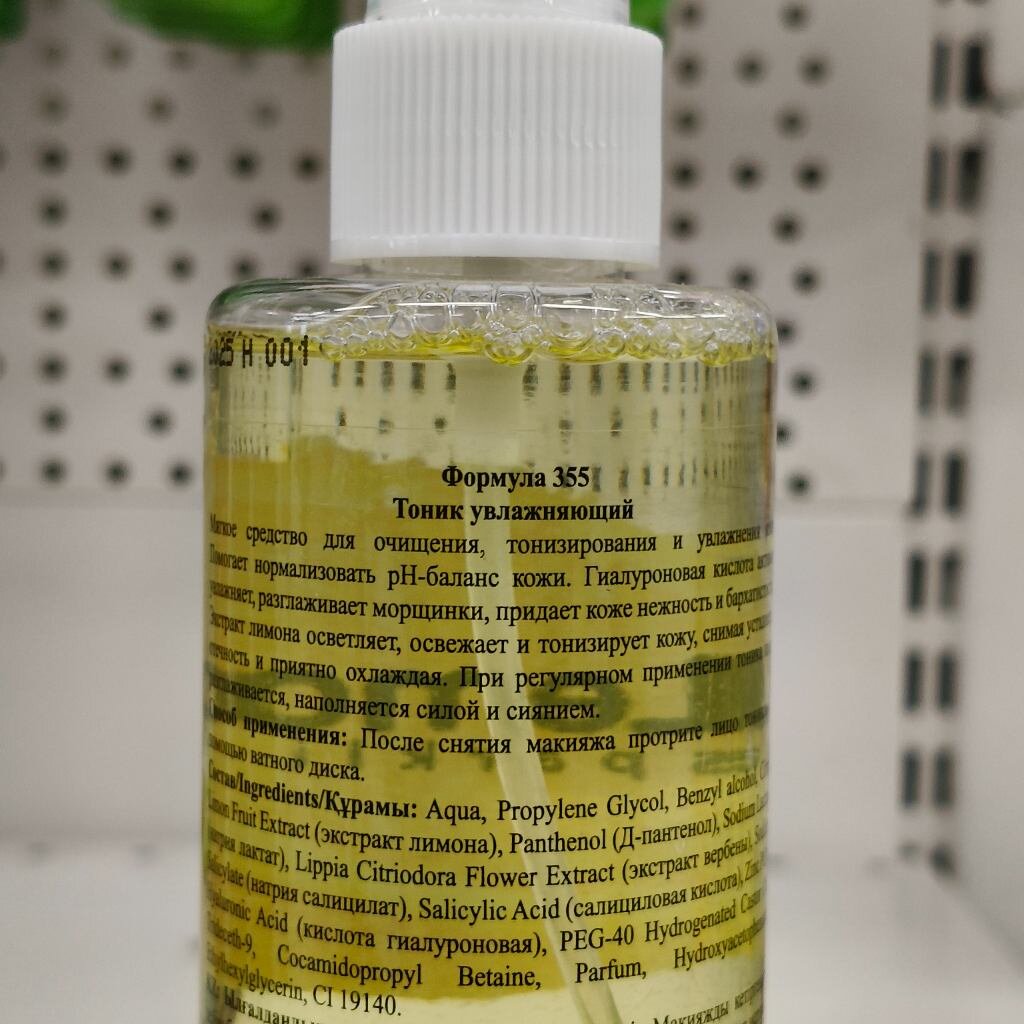 H 001
Формула 355
Тоник увлажняющий
Мягкое средство для очищения, тонизирования и увлажнения
Помогает нормализовать pH-баланс кожи. Гиалуроновая кислота
увлажняет, разглаживает морщинки, придает коже нежность и
Экстракт лимона осветляет, освежает и тонизирует кожу, снимая
отечность и приятно охлаждая. При регулярном применении тоника
разглаживается, наполняется силой и сиянием.
Способ применения: После снятия макияжа протрите лицо
помощью ватного диска.
Состав/Ingredients/Құрамы: Aqua, Propylene Glycol, Benzyl alcohol,
Limon Fruit Extract (экстракт лимона), Panthenol (Д-пантенол), Sodium
(натрия лактат), Lippia Citriodora Flower Extract (экстракт вербены),
Salicylate (натрия салицилат), Salicylic Acid (салициловая кислота),
Hyaluronic Acid (кислота гиалуроновая), PEG-40 Hydrogenated
Trideceth-9, Cocamidopropyl Betaine, Parfum,
Ethylhexylglycerin, CI 19140.
KZ: Макияжды